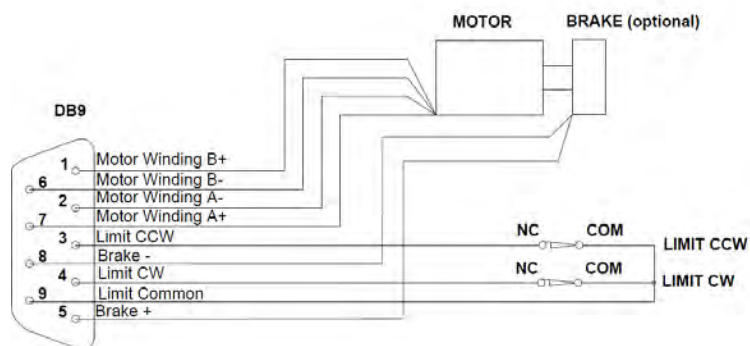 MOTOR
BRAKE (optional)
DB9
1 Motor Winding B+
6 Motor Winding B-
2 Motor Winding A-
7 Motor Winding A+
3 Limit CCW
NC COM
LIMIT CCW
8 Brake -
4 Limit CW
NC COM
LIMIT CW
9 Limit Common
5 Brake +